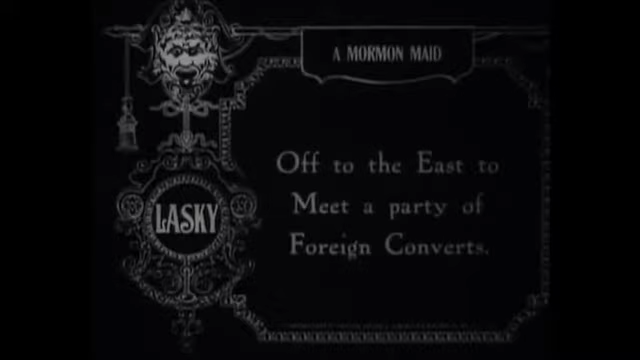 A MORMON MAID
Off to the East to
Meet a party of
Foreign Converts.
LASKY